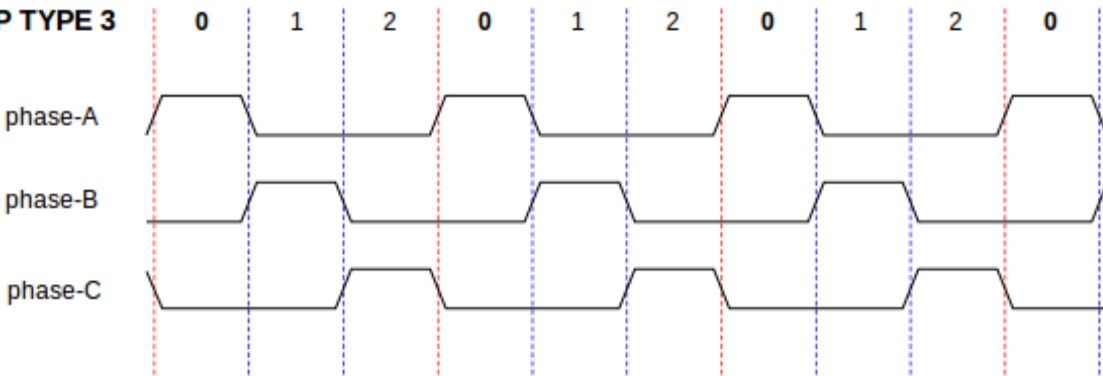 P TYPE 3 0 1 2 0 1 2 0 1 2 0
phase-A
phase-B
phase-C